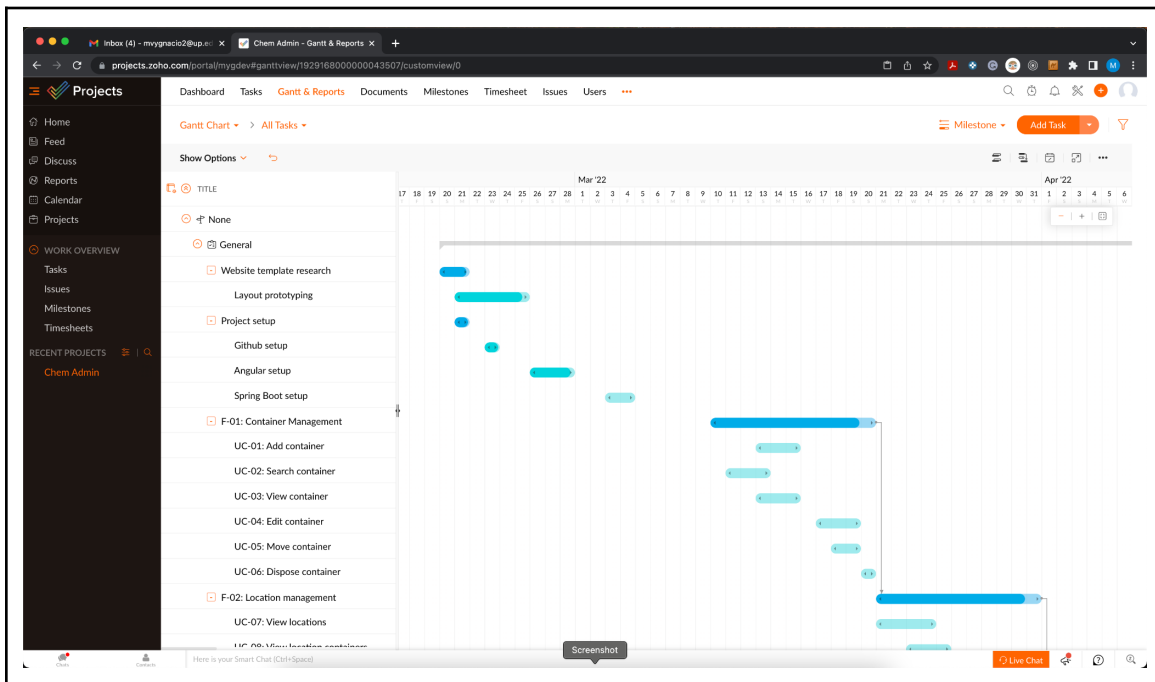 Inbox (4) - mvygnacio2@up.ed
Chem Admin - Gantt & Reports
projects.zoho.com/portal/mygdev#ganttview/1929168000000043507/customview/0
Projects
Dashboard Tasks Gantt & Reports Documents Milestones Timesheet Issues Users
Home
Feed
Discuss
Reports
Calendar
Projects
WORK OVERVIEW
Tasks
Issues
Milestones
Timesheets
RECENT PROJECTS
Chem Admin
Gantt Chart > All Tasks
Milestone
Add Task
Show Options
TITLE
Mar '22
Apr '22
17 18 19 20 21 22 23 24 25 26 27 28 1 2 3 4 5 6 7 8 9 10 11 12 13 14 15 16 17 18 19 20 21 22 23 24 25 26 27 28 29 30 31 1 2 3 4 5 6
None
General
Website template research
Layout prototyping
Project setup
Github setup
Angular setup
Spring Boot setup
F-01: Container Management
UC-01: Add container
UC-02: Search container
UC-03: View container
UC-04: Edit container
UC-05: Move container
UC-06: Dispose container
F-02: Location management
UC-07: View locations
UC-08: View location containers
Chats
Contacts
Here is your Smart Chat (Ctrl+Space)
Screenshot
Live Chat